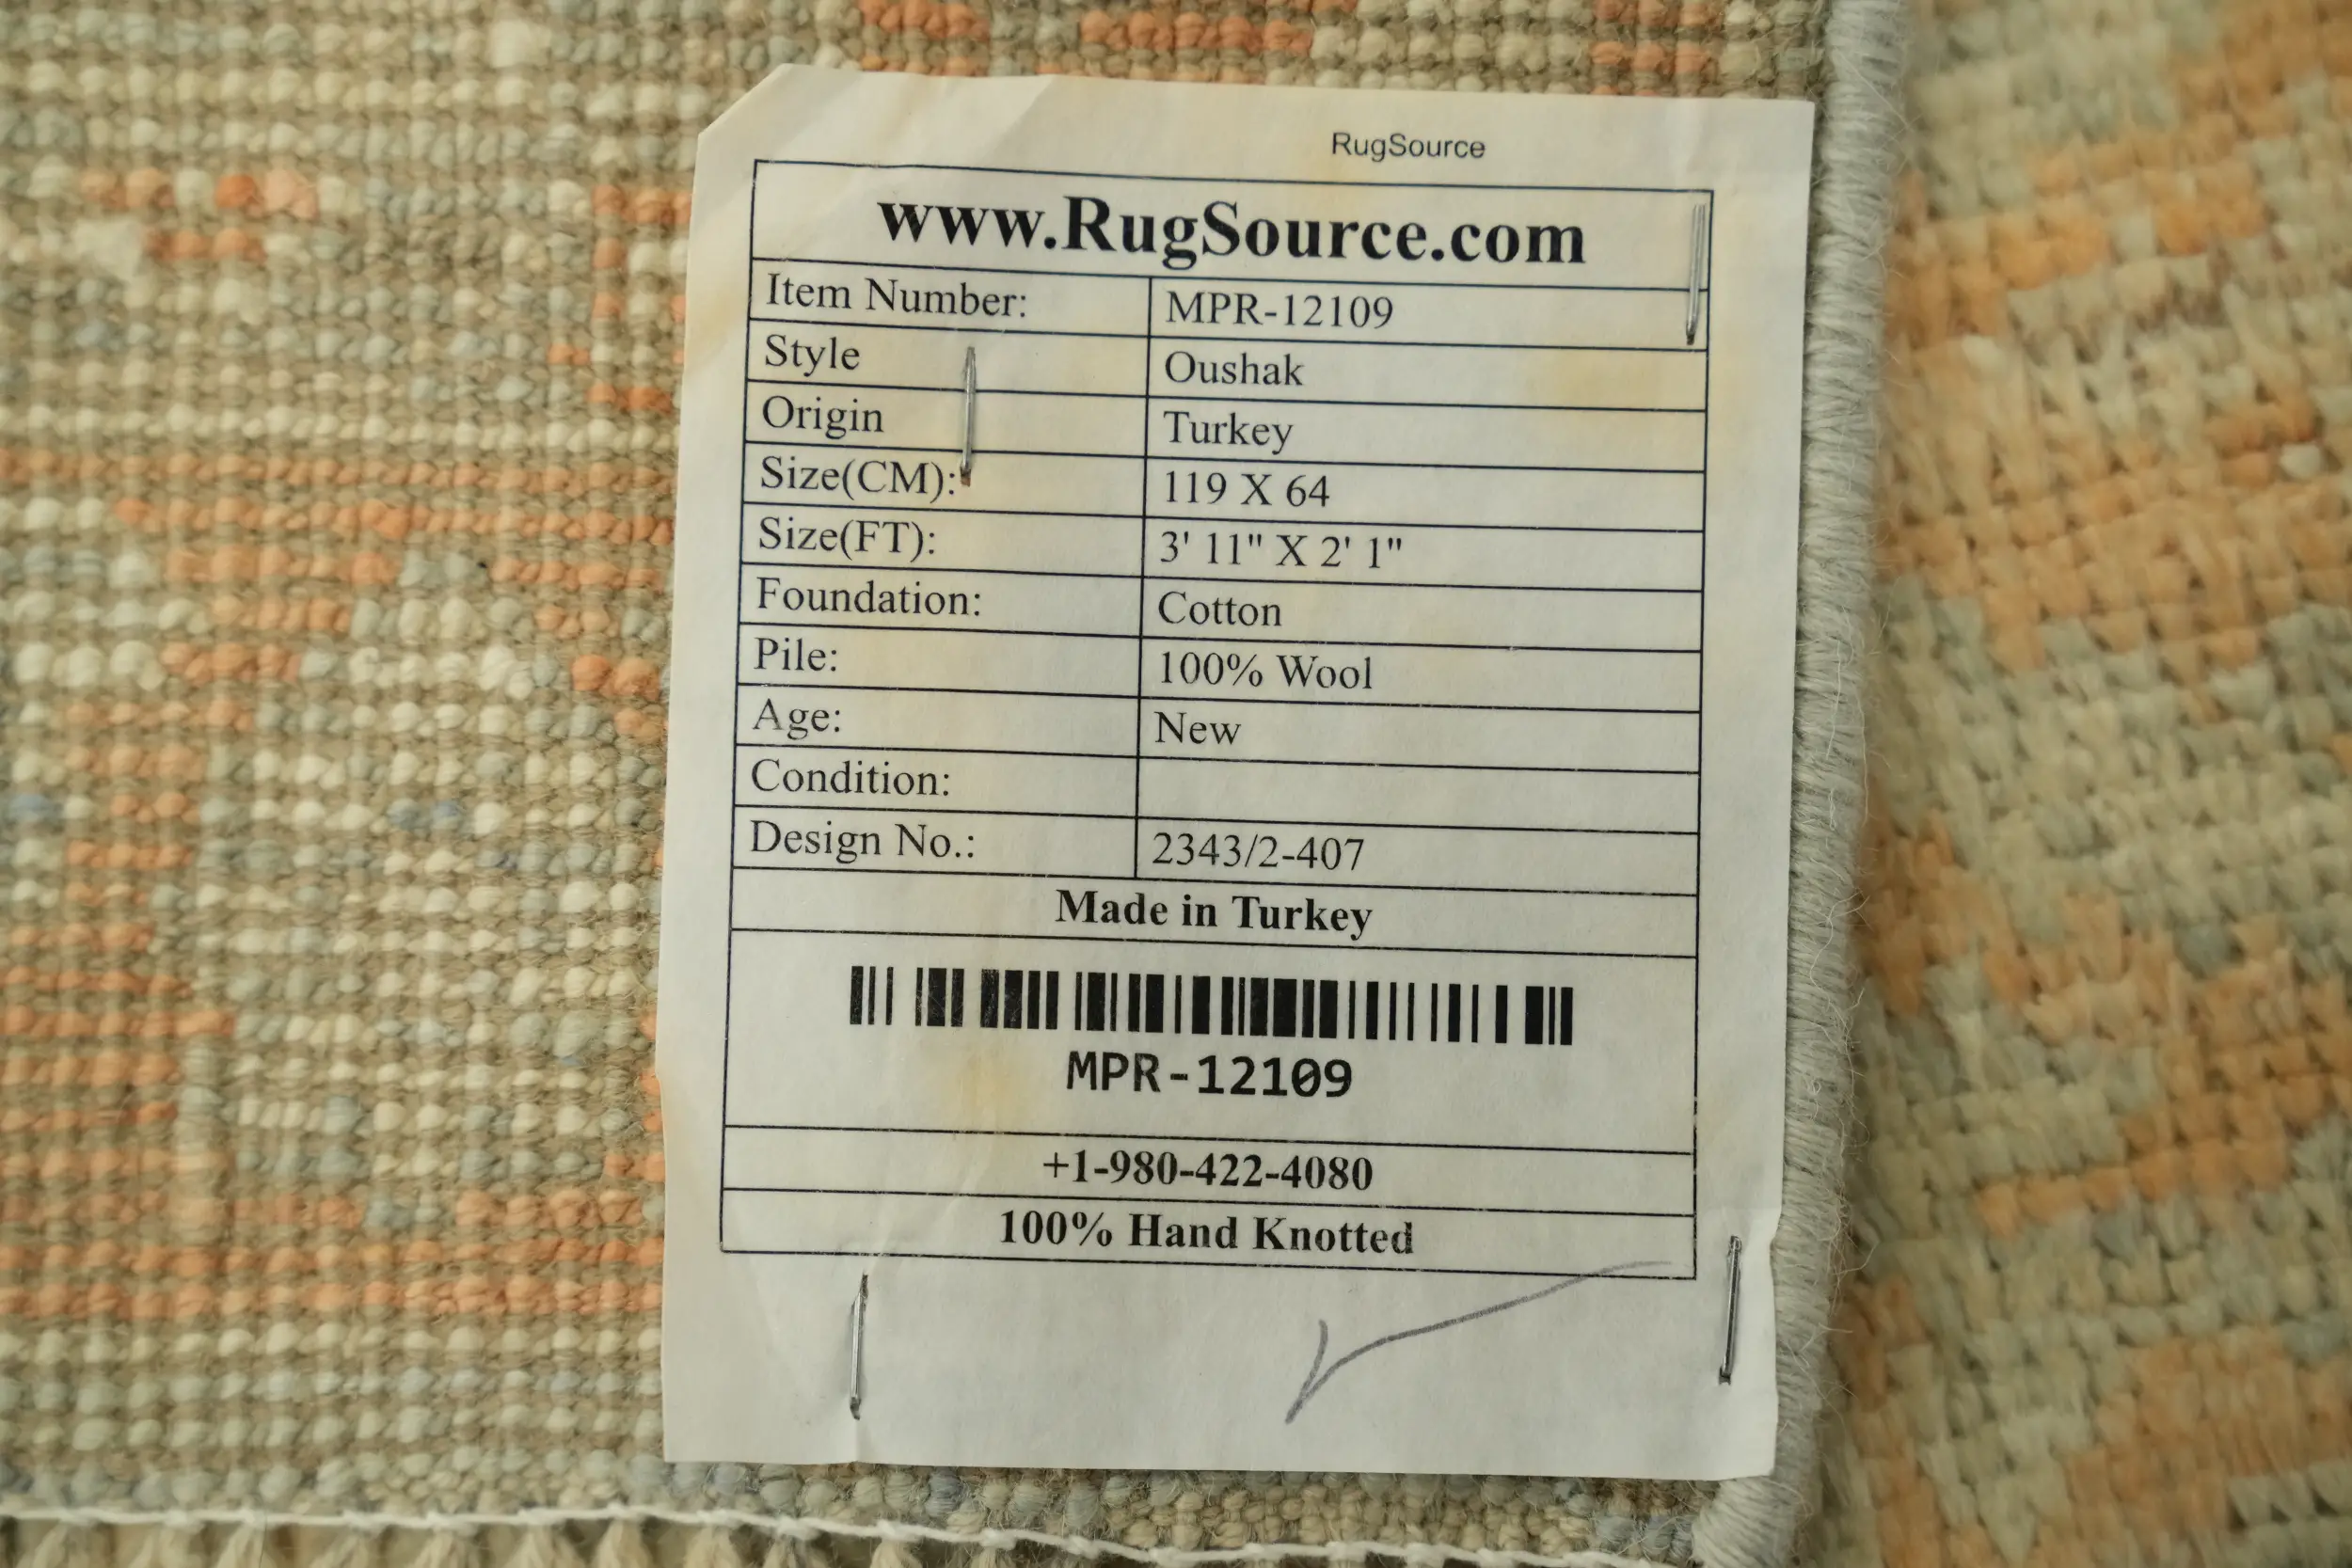 RugSource
www.RugSource.com
Item Number: MPR-12109
Style Oushak
Origin Turkey
Size(CM): 119 X 64
Size(FT): 3' 11" X 2' 1"
Foundation: Cotton
Pile: 100% Wool
Age: New
Condition:
Design No.: 2343/2-407
Made in Turkey
MPR-12109
+1-980-422-4080
100% Hand Knotted